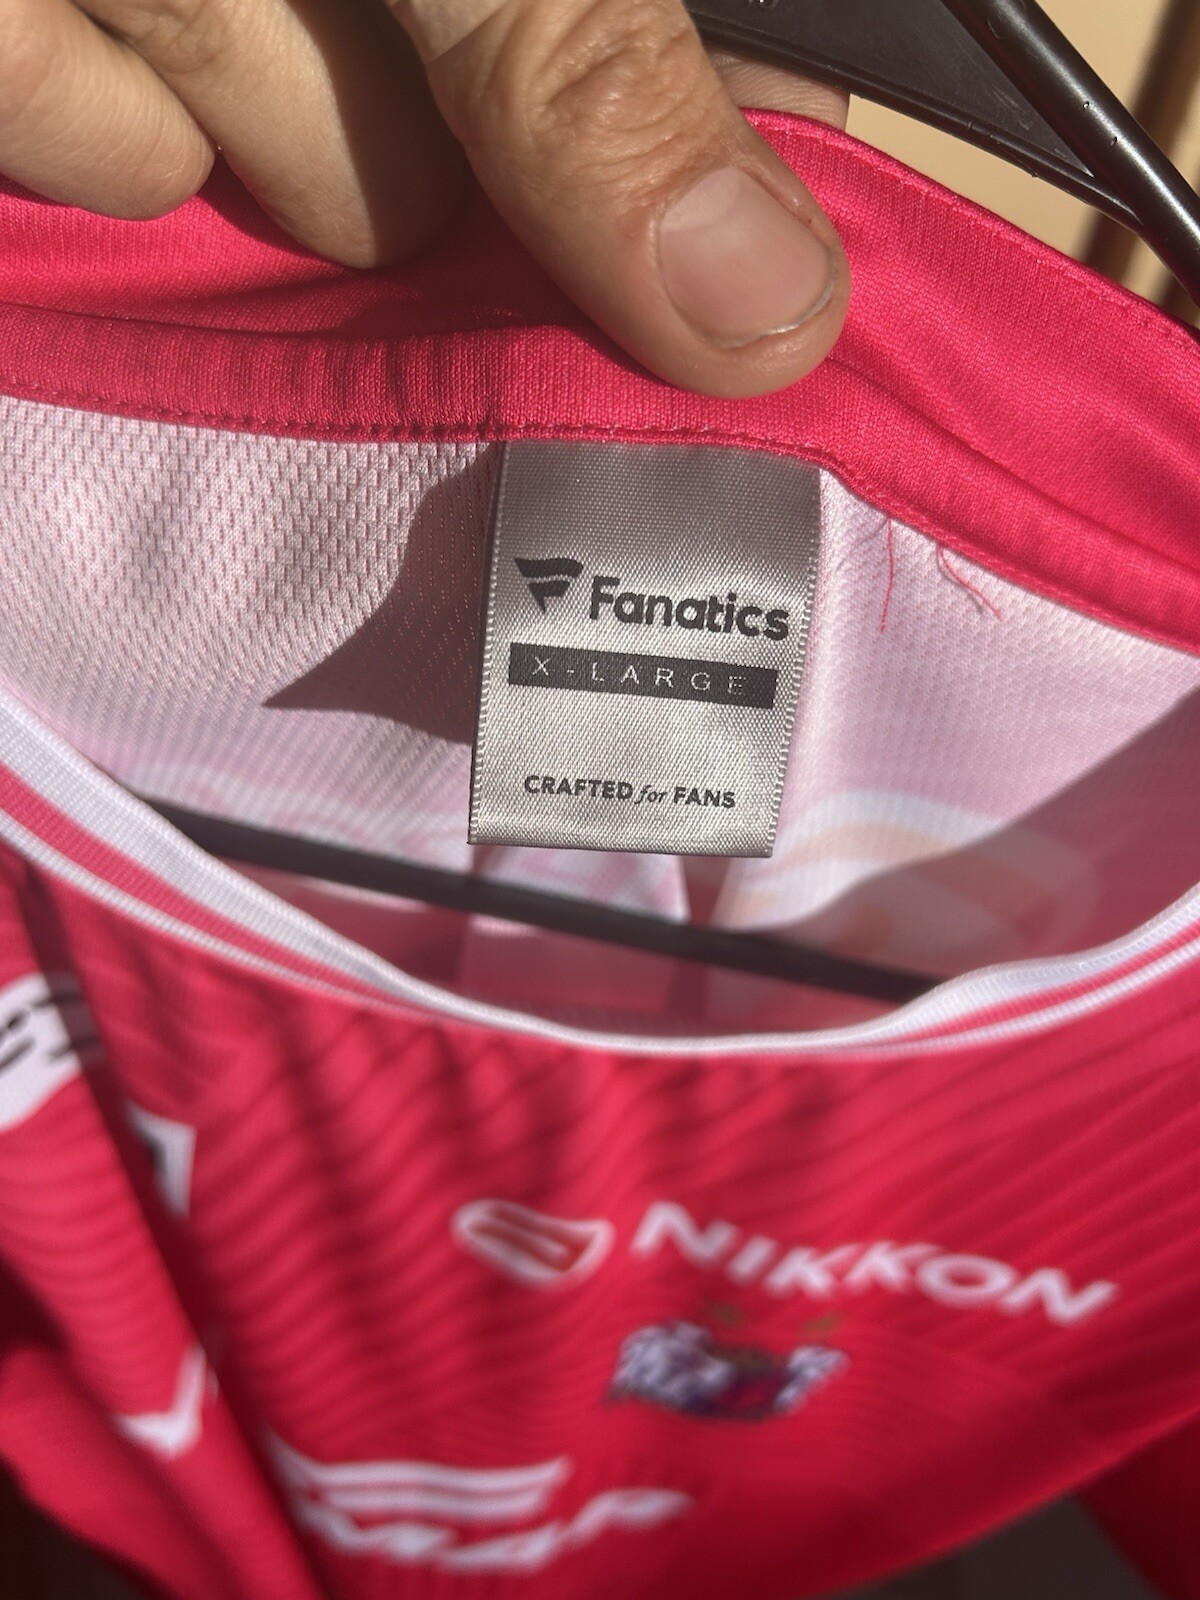 Fanatics
X-LARGE
CRAFTED for FANS
NIKKON